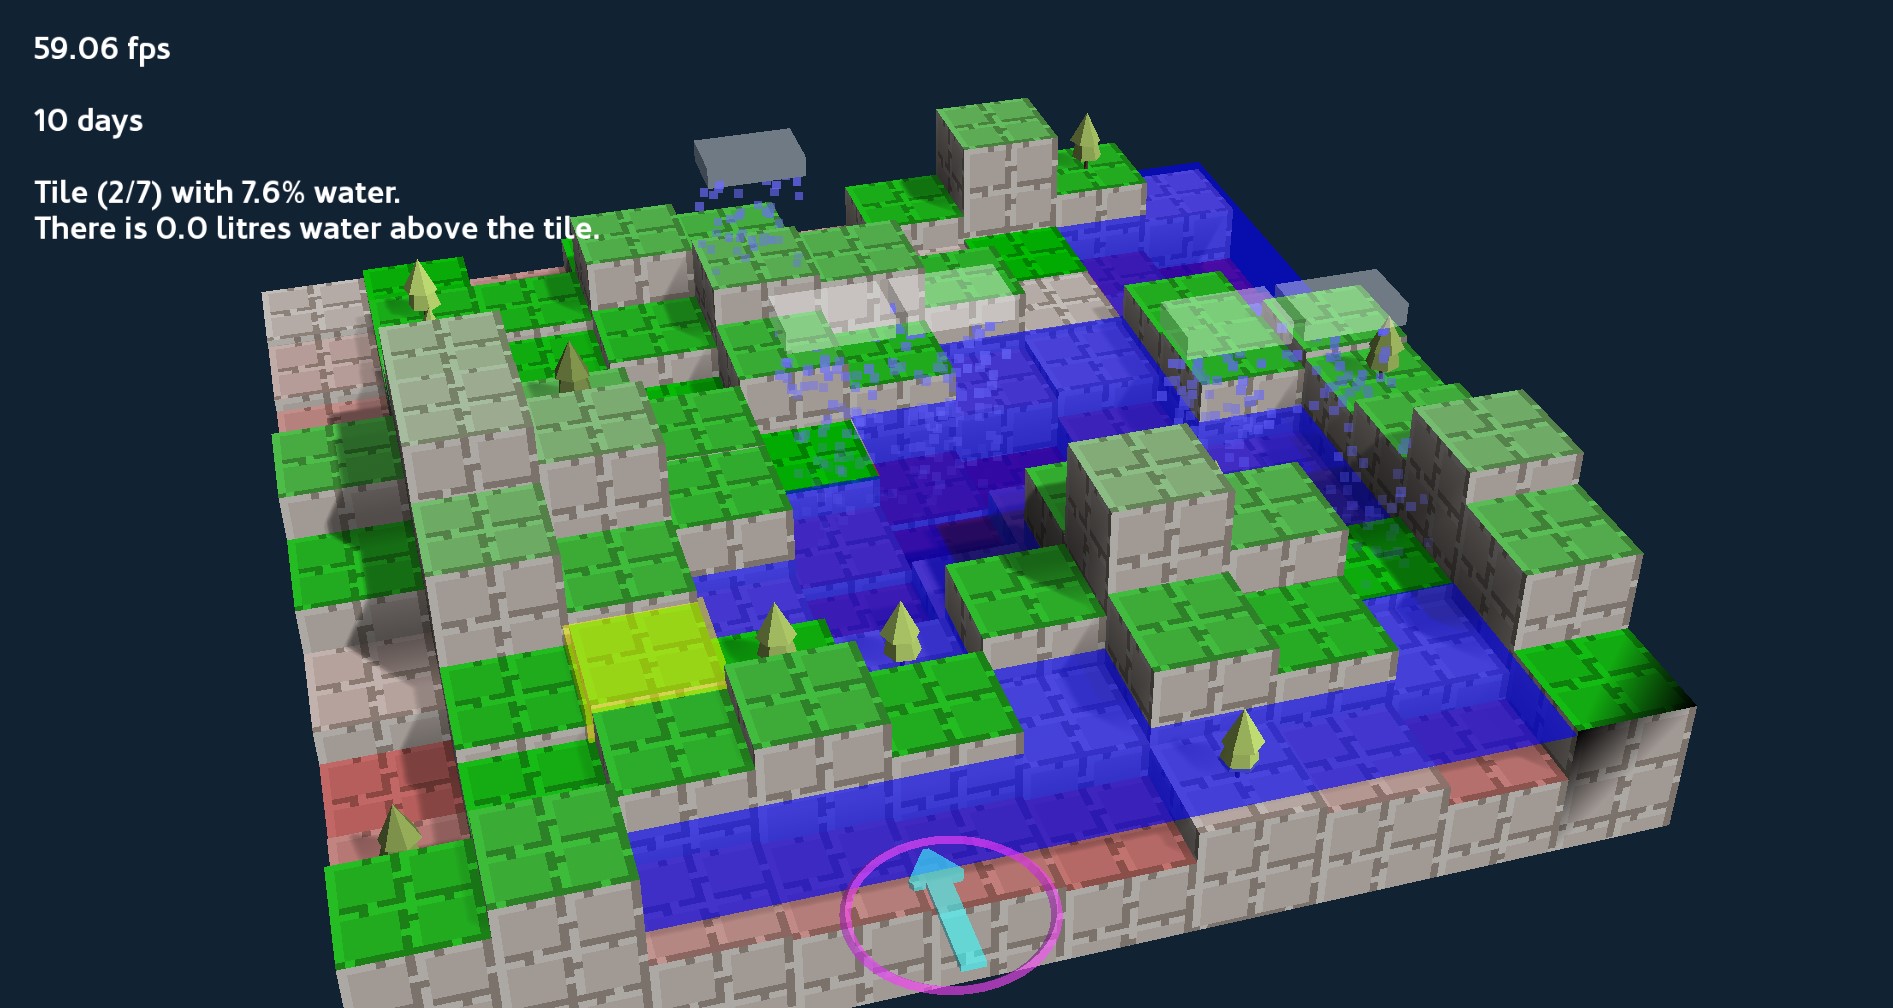 59.06 fps
10 days
Tile (2/7) with 7.6% water.
There is 0.0 litres water above the tile.